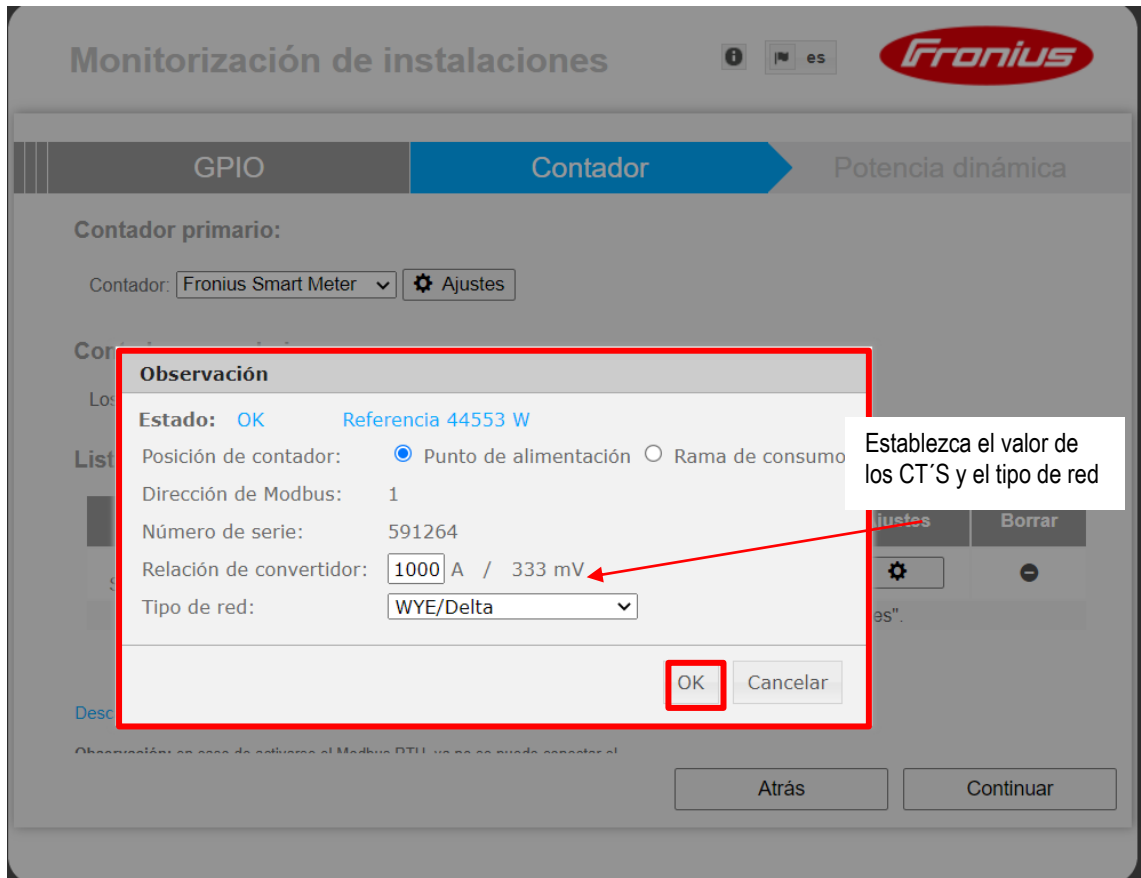 Monitorización de instalaciones
es
Fronius
GPIO
Contador
Potencia dinámica
Contador primario:
Contador: Fronius Smart Meter Ajustes
Observación
Estado: OK Referencia 44553 W
Posición de contador: Punto de alimentación Rama de consumo
Dirección de Modbus: 1
Número de serie: 591264
Relación de convertidor: 1000 A / 333 mV
Tipo de red: WYE/Delta
OK Cancelar
Establezca el valor de
los CT´S y el tipo de red
Ajustes Borrar
es".
Atrás Continuar